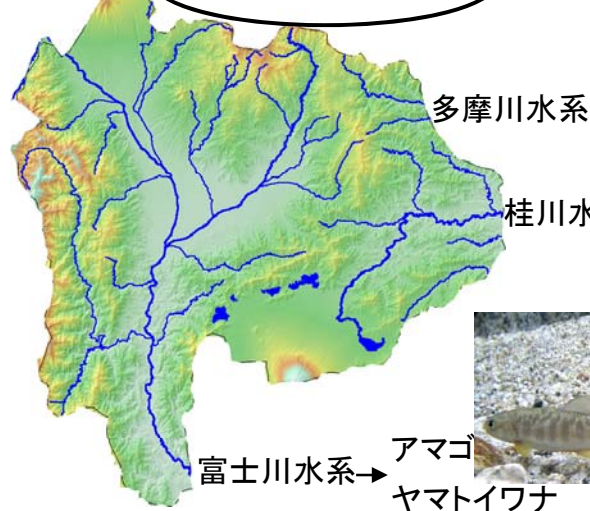 多摩川水系
桂川水
富士川水系→
アマゴ
ヤマトイワナ